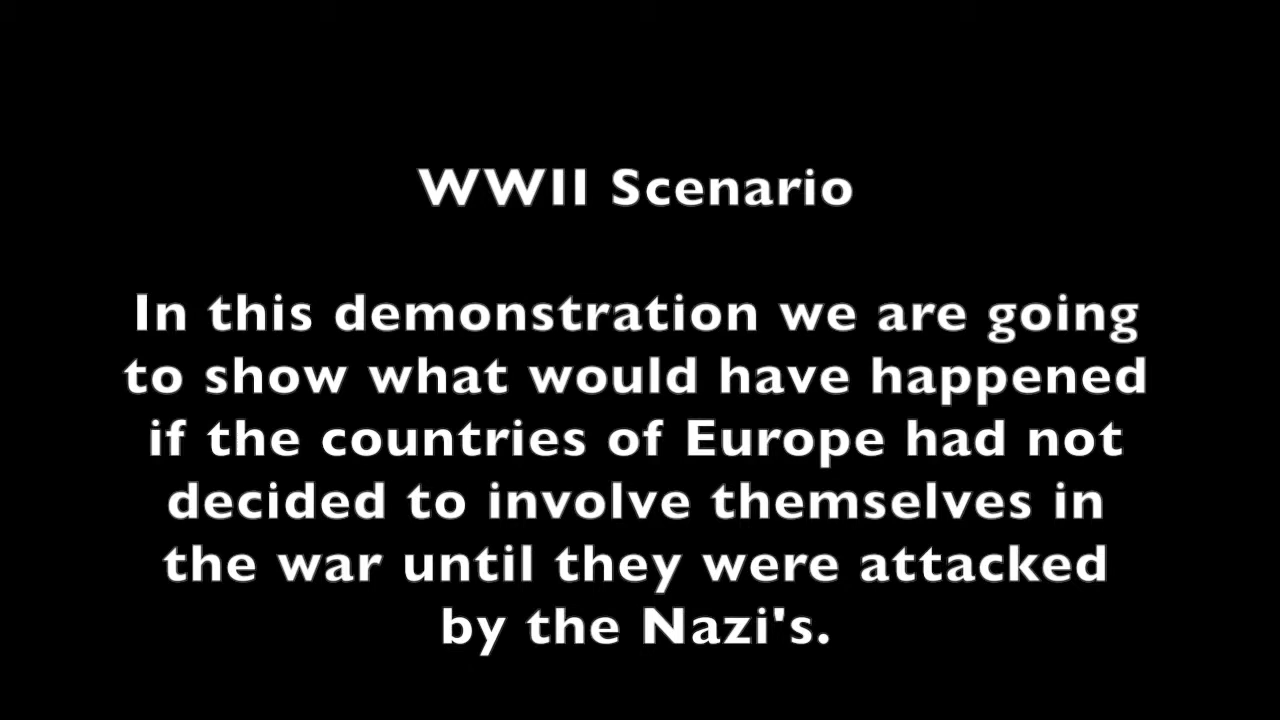 WWII Scenario
In this demonstration we are going
to show what would have happened
if the countries of Europe had not
decided to involve themselves in
the war until they were attacked
by the Nazi's.